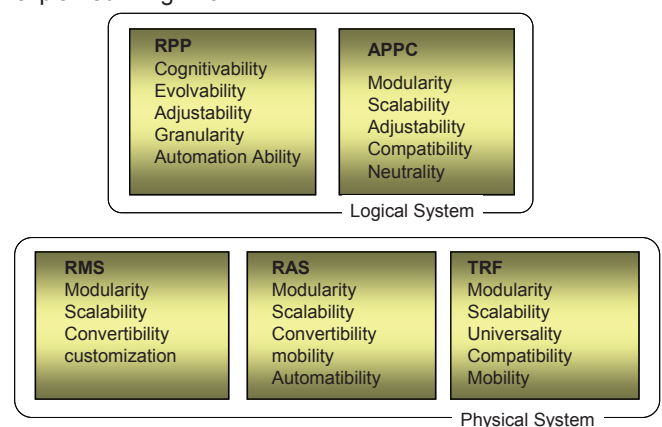 RPP
Cognitivability
Evolvability
Adjustability
Granularity
Automation Ability
APPC
Modularity
Scalability
Adjustability
Compatibility
Neutrality
Logical System
RMS
Modularity
Scalability
Convertibility
customization
RAS
Modularity
Scalability
Convertibility
mobility
Automatibility
TRF
Modularity
Scalability
Universality
Compatibility
Mobility
Physical System